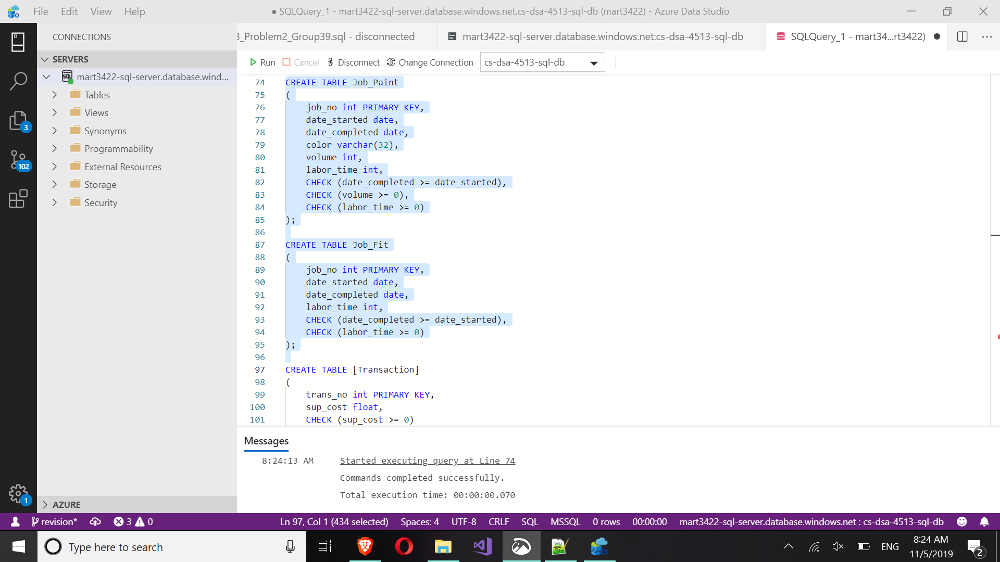 File Edit View Help
● SQLQuery_1 - mart3422-sql-server.database.windows.net.cs-dsa-4513-sql-db (mart3422) - Azure Data Studio
CONNECTIONS
3_Problem2_Group39.sql - disconnected
mart3422-sql-server.database.windows.net:cs-dsa-4513-sql-db
SQLQuery_1 - mart34...rt3422) ●
SERVERS
mart3422-sql-server.database.wind...
Tables
Views
Synonyms
Programmability
External Resources
Storage
Security
AZURE
3
102
1
Run Cancel Disconnect Change Connection cs-dsa-4513-sql-db
74 CREATE TABLE Job_Paint
75 (
76 job_no int PRIMARY KEY,
77 date_started date,
78 date_completed date,
79 color varchar(32),
80 volume int,
81 labor_time int,
82 CHECK (date_completed >= date_started),
83 CHECK (volume >= 0),
84 CHECK (labor_time >= 0)
85 );
86
87 CREATE TABLE Job_Fit
88 (
89 job_no int PRIMARY KEY,
90 date_started date,
91 date_completed date,
92 labor_time int,
93 CHECK (date_completed >= date_started),
94 CHECK (labor_time >= 0)
95 );
96
97 CREATE TABLE [Transaction]
98 (
99 trans_no int PRIMARY KEY,
100 sup_cost float,
101 CHECK (sup_cost >= 0)
Messages
8:24:13 AM Started executing query at Line 74
Commands completed successfully.
Total execution time: 00:00:00.070
revision* 3 0 Ln 97, Col 1 (434 selected) Spaces: 4 UTF-8 CRLF SQL MSSQL 0 rows 00:00:00 mart3422-sql-server.database.windows.net : cs-dsa-4513-sql-db
Type here to search
ENG
8:24 AM
11/5/2019
2